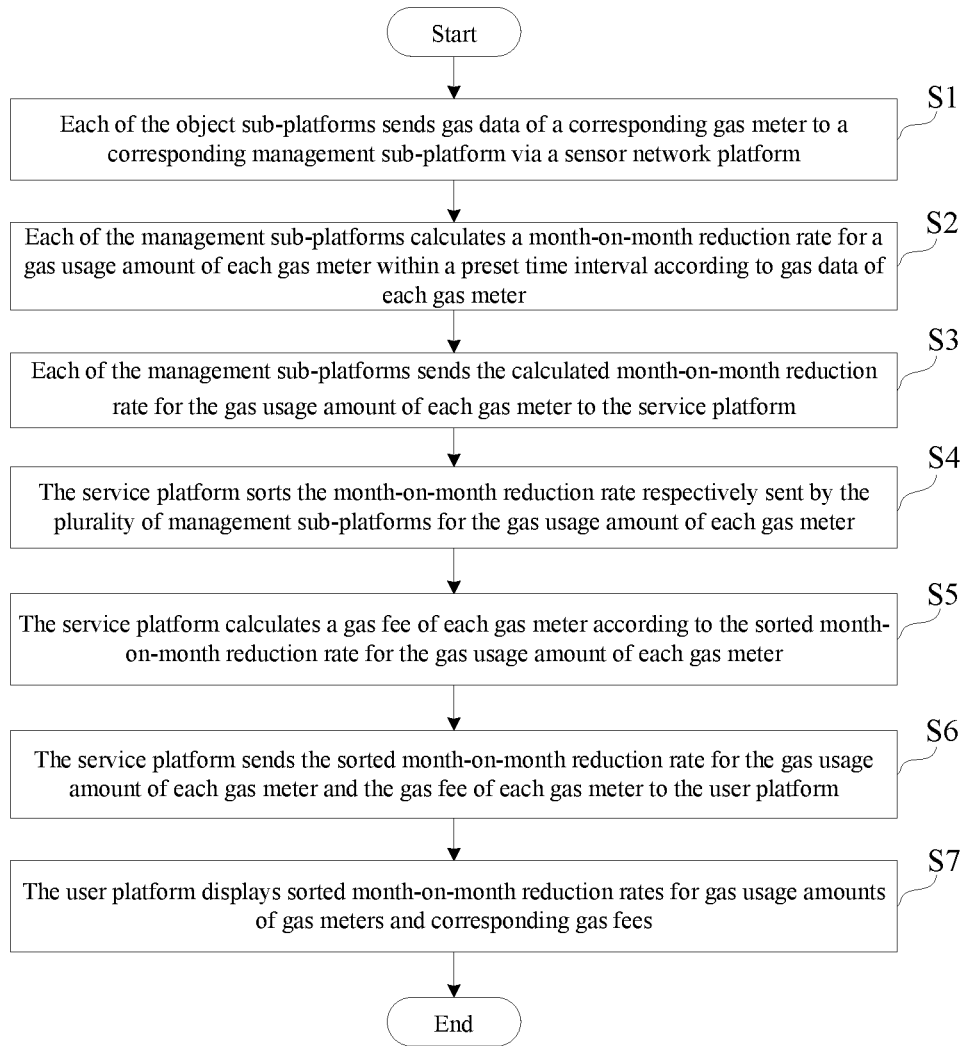 Start
S1
Each of the object sub-platforms sends gas data of a corresponding gas meter to a
corresponding management sub-platform via a sensor network platform
S2
Each of the management sub-platforms calculates a month-on-month reduction rate for a
gas usage amount of each gas meter within a preset time interval according to gas data of
each gas meter
S3
Each of the management sub-platforms sends the calculated month-on-month reduction
rate for the gas usage amount of each gas meter to the service platform
S4
The service platform sorts the month-on-month reduction rate respectively sent by the
plurality of management sub-platforms for the gas usage amount of each gas meter
S5
The service platform calculates a gas fee of each gas meter according to the sorted month-
on-month reduction rate for the gas usage amount of each gas meter
S6
The service platform sends the sorted month-on-month reduction rate for the gas usage
amount of each gas meter and the gas fee of each gas meter to the user platform
S7
The user platform displays sorted month-on-month reduction rates for gas usage amounts
of gas meters and corresponding gas fees
End